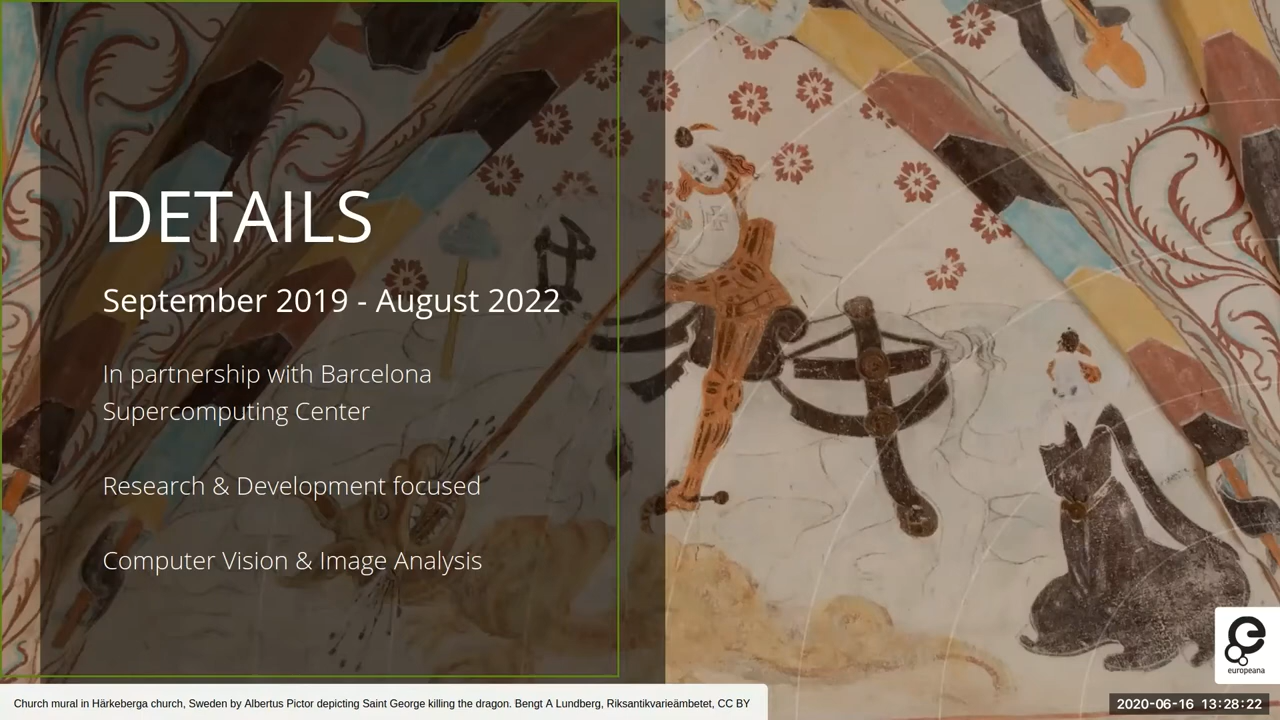 DETAILS
September 2019 - August 2022
In partnership with Barcelona
Supercomputing Center
Research & Development focused
Computer Vision & Image Analysis
europeana
Church mural in Härkeberga church, Sweden by Albertus Pictor depicting Saint George killing the dragon. Bengt A Lundberg, Riksantikvarieämbetet, CC BY
2020-06-16 13:28:22